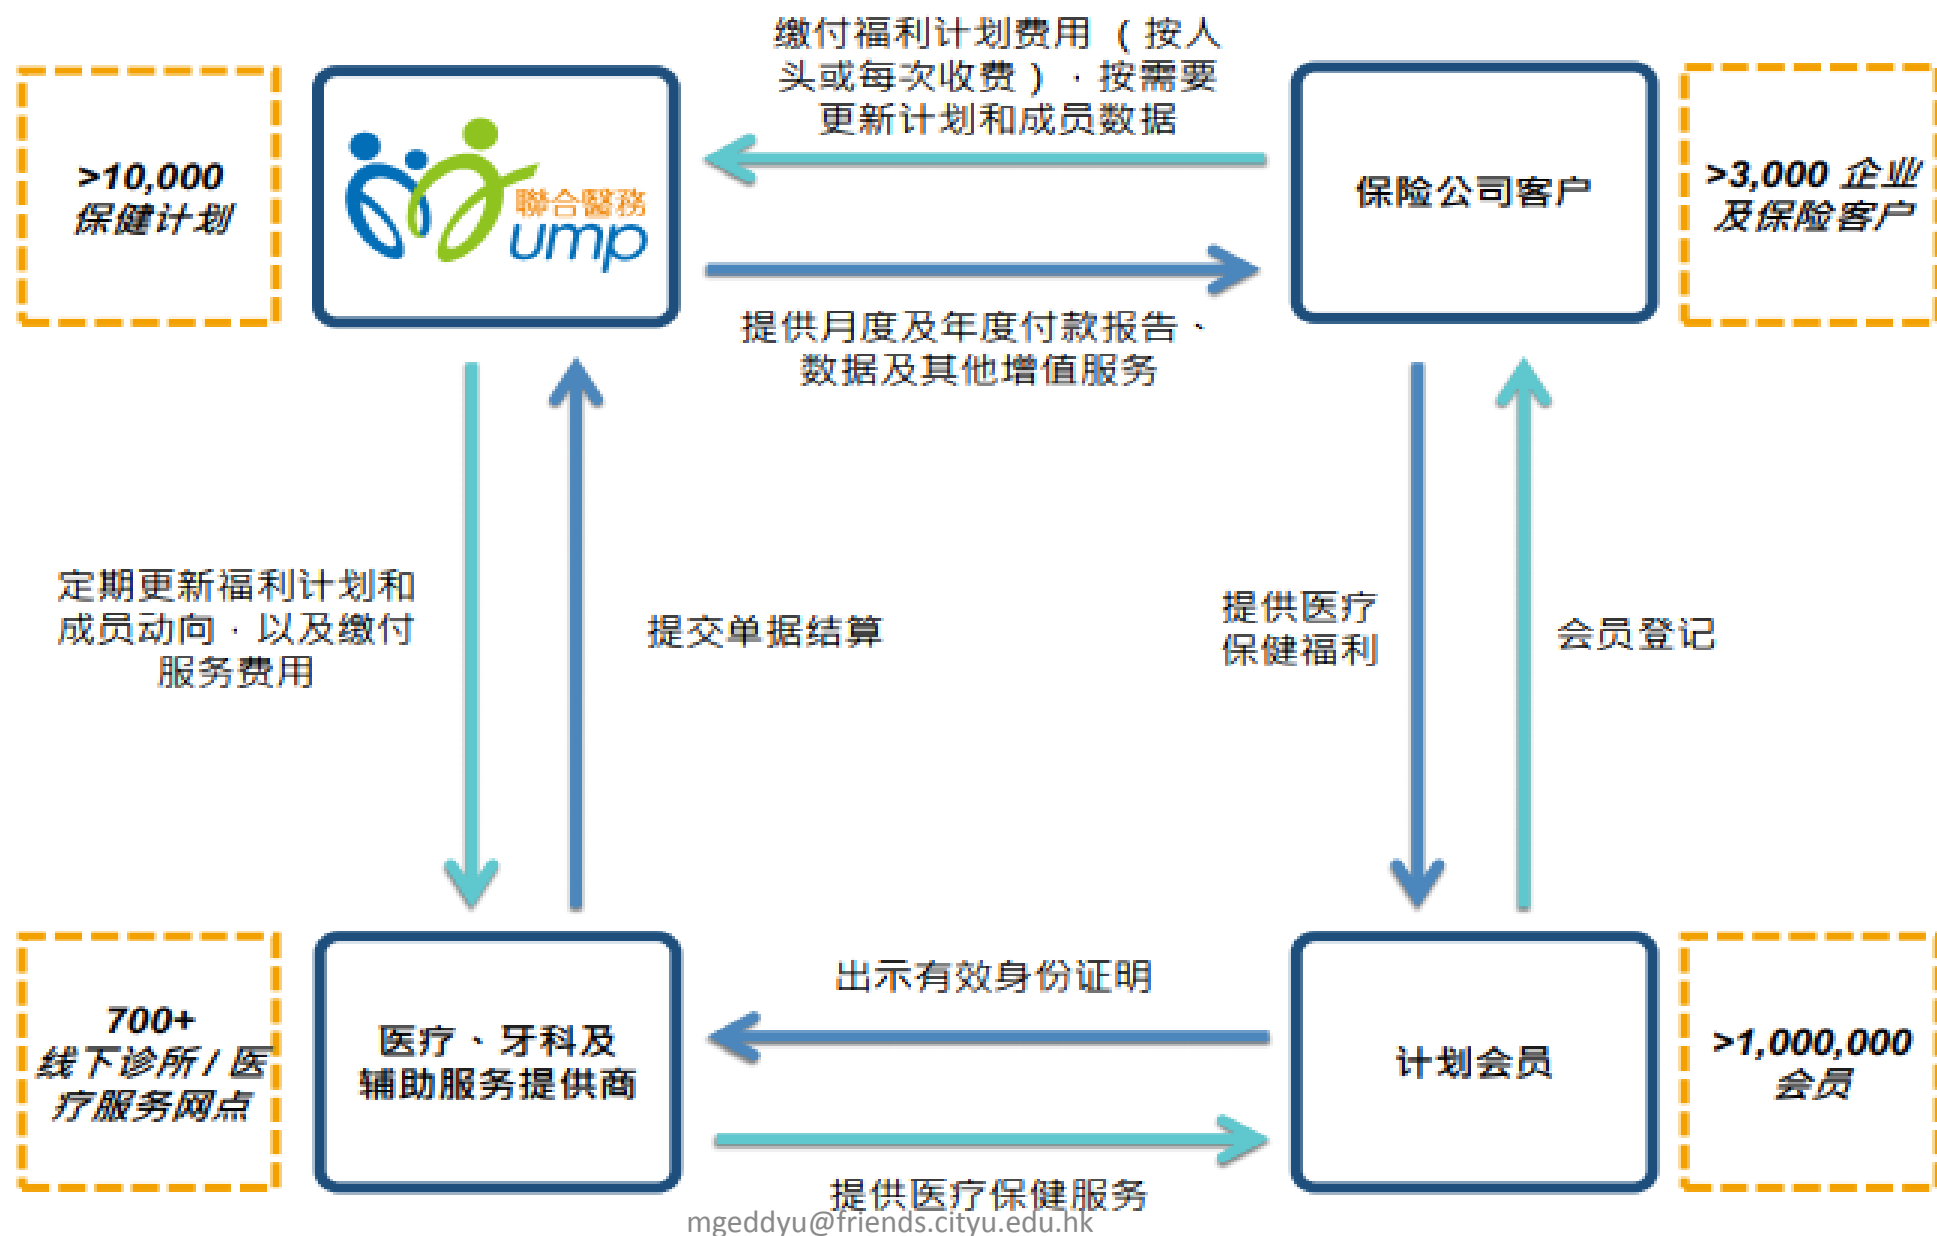 缴付福利计划费用（按人
头或每次收费），按需要
更新计划和成员数据
>10,000
保健计划
聯合醫務
ump
保险公司客户
>3,000 企业
及保险客户
提供月度及年度付款报告、
数据及其他增值服务
定期更新福利计划和
成员动向，以及缴付
服务费用
提交单据结算
提供医疗
保健福利
会员登记
700+
线下诊所 / 医
疗服务网点
医疗、牙科及
辅助服务提供商
出示有效身份证明
计划会员
>1,000,000
会员
提供医疗保健服务
mgeddyu@friends.cityu.edu.hk